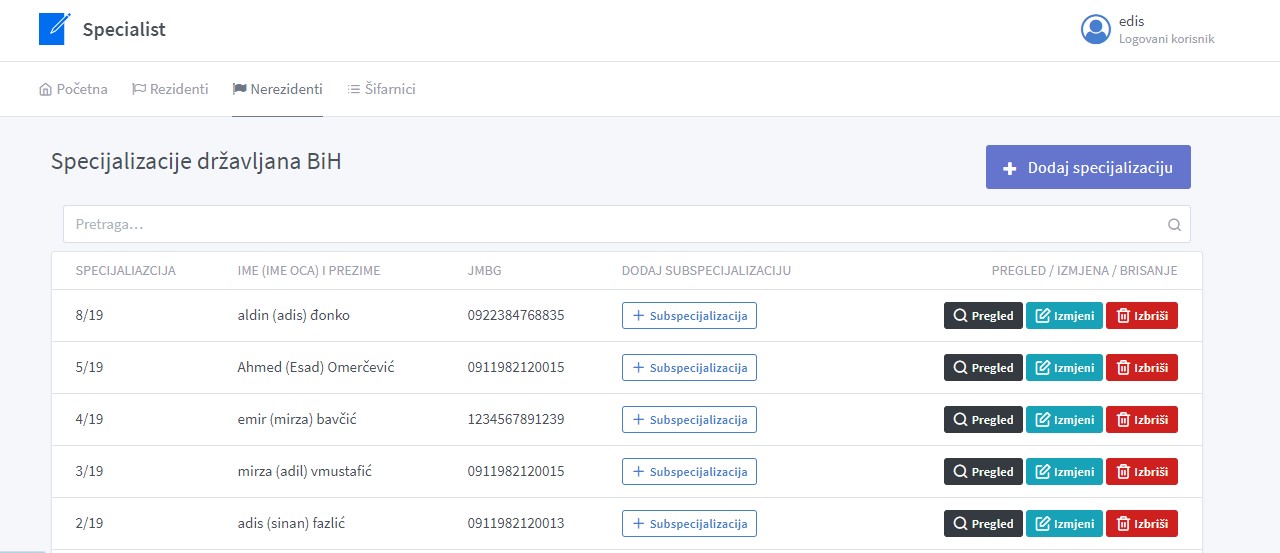 Specialist
edis
Logovani korisnik
Početna Rezidenti Nerezidenti Šifarnici
Specijalizacije državljana BiH
Dodaj specijalizaciju
Pretraga...
SPECIJALIAZCIJA IME (IME OCA) I PREZIME JMBG DODAJ SUBSPECIJALIZACIJU PREGLED / IZMJENA / BRISANJE
8/19 aldin (adis) đonko 0922384768835 Subspecijalizacija Pregled Izmjeni Izbriši
5/19 Ahmed (Esad) Omerčević 0911982120015 Subspecijalizacija Pregled Izmjeni Izbriši
4/19 emir (mirza) bavčić 1234567891239 Subspecijalizacija Pregled Izmjeni Izbriši
3/19 mirza (adil) vmustafić 0911982120015 Subspecijalizacija Pregled Izmjeni Izbriši
2/19 adis (sinan) fazlić 0911982120013 Subspecijalizacija Pregled Izmjeni Izbriši